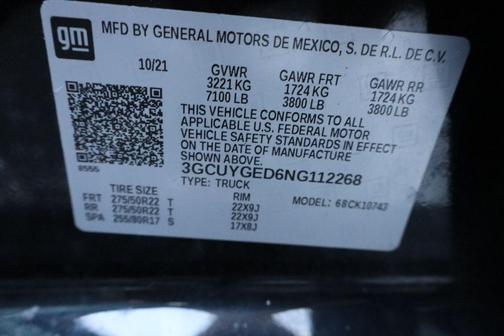 gm
MFD BY GENERAL MOTORS DE MEXICO, S. DE R.L. DE C.V.
10/21 GVWR GAWR FRT GAWR RR
3221 KG 1724 KG 1724 KG
7100 LB 3800 LB 3800 LB
THIS VEHICLE CONFORMS TO ALL
APPLICABLE U.S. FEDERAL MOTOR
VEHICLE SAFETY STANDARDS IN EFFECT
ON THE DATE OF MANUFACTURE
SHOWN ABOVE.
3GCUYGED6NG112268
TYPE: TRUCK
8555
TIRE SIZE RIM MODEL: 68CK10743
FRT 275/50R22 T 22X9J
RR 275/50R22 T 22X9J
SPA 255/80R17 S 17X8J